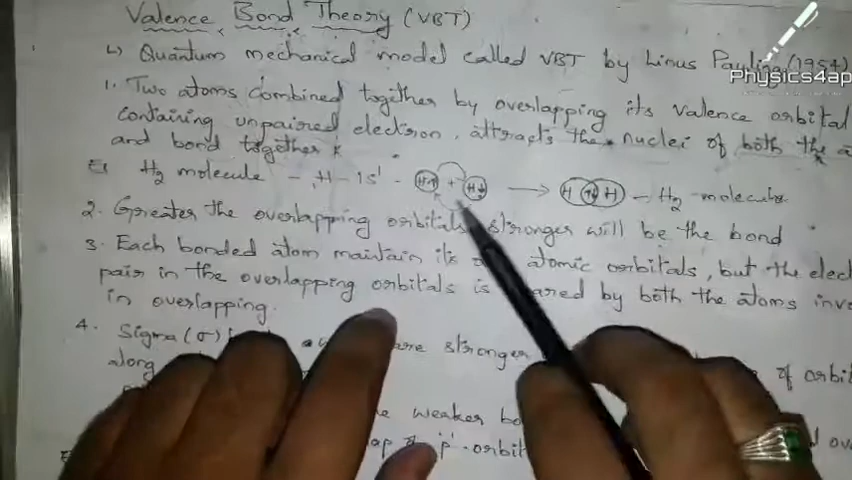 Valence Bond Theory (VBT)
↳ Quantum mechanical model called VBT by Linus Pauling (1954)
Physics4ap
1. Two atoms combined together by overlapping its valence orbital
containing unpaired electron, attracts the nuclei of both the a
and bond together
Ex H2 molecule - H - 1s1 - H↑ + H↓ → H ↑↓ H - H2 molecule
2. Greater the overlapping orbitals stronger will be the bond
3. Each bonded atom maintain its atomic orbitals, but the elec
pair in the overlapping orbitals is by both the atoms inv
in overlapping.
4. Sigma (σ) are stronger of orbit
along
weaker bo
'p'-orbit